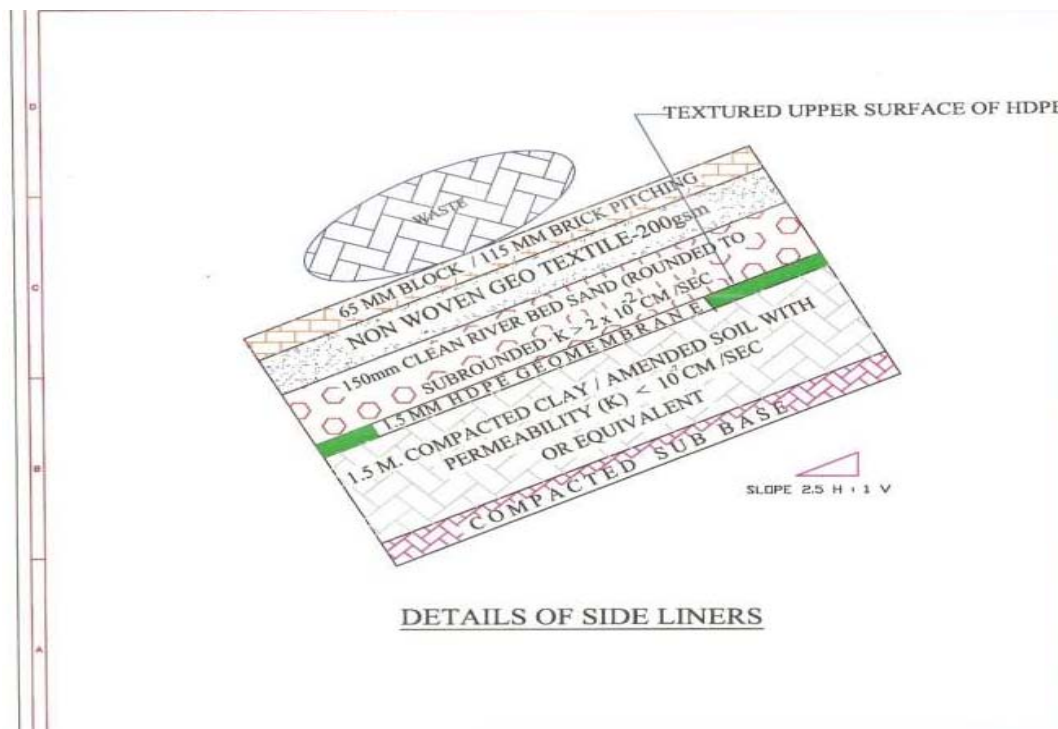 D
C
B
A
TEXTURED UPPER SURFACE OF HDPE
WASTE
65 MM BLOCK / 115 MM BRICK PITCHING
NON WOVEN GEO TEXTILE-200gsm
150mm CLEAN RIVER BED SAND (ROUNDED TO
SUBROUNDED- K > 2 x 10⁻² CM /SEC
1.5 MM HDPE GEOMEMBRANE
1.5 M. COMPACTED CLAY / AMENDED SOIL WITH
PERMEABILITY (K) < 10⁻⁷ CM /SEC
OR EQUIVALENT
COMPACTED SUB BASE
SLOPE 2.5 H : 1 V
DETAILS OF SIDE LINERS